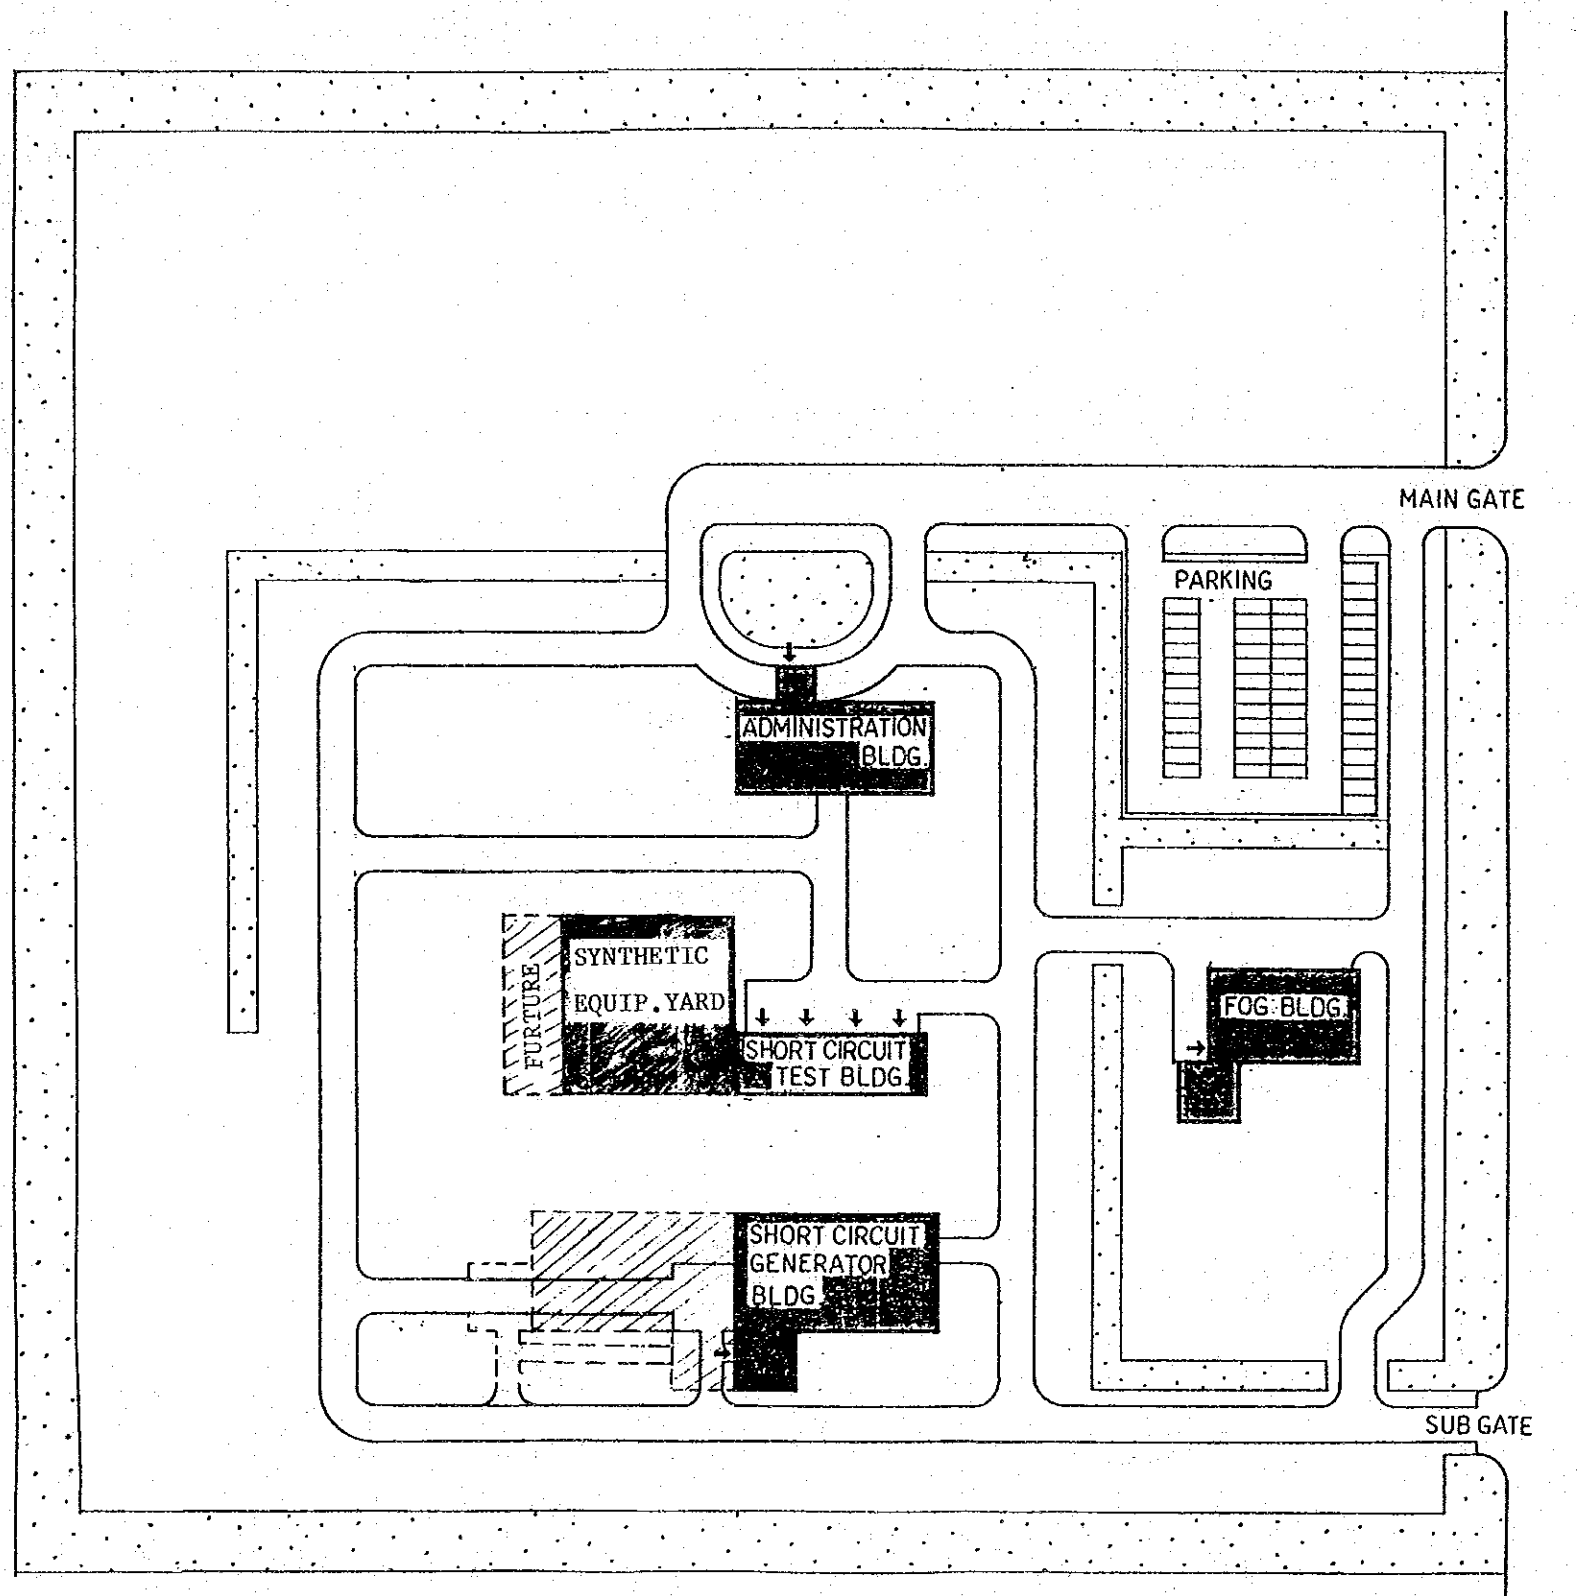 MAIN GATE
PARKING
ADMINISTRATION
BLDG.
SYNTHETIC
EQUIP.YARD
FURTURE
FOG BLDG.
SHORT CIRCUIT
TEST BLDG.
SHORT CIRCUIT
GENERATOR
BLDG.
SUB GATE